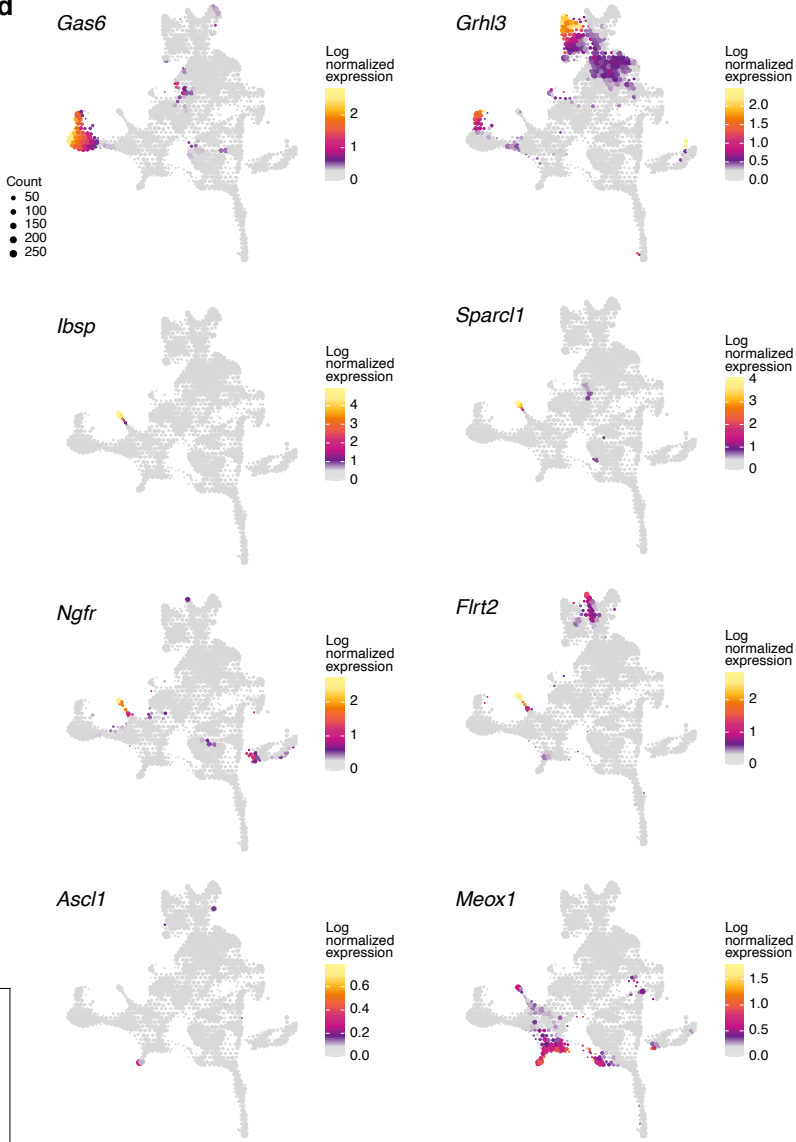 d
Gas6
Log
normalized
expression
2
1
0
Count
50
100
150
200
250
Grhl3
Log
normalized
expression
2.0
1.5
1.0
0.5
0.0
Ibsp
Log
normalized
expression
4
3
2
1
0
Sparcl1
Log
normalized
expression
4
3
2
1
0
Ngfr
Log
normalized
expression
2
1
0
Flrt2
Log
normalized
expression
2
1
0
Ascl1
Log
normalized
expression
0.6
0.4
0.2
0.0
Meox1
Log
normalized
expression
1.5
1.0
0.5
0.0